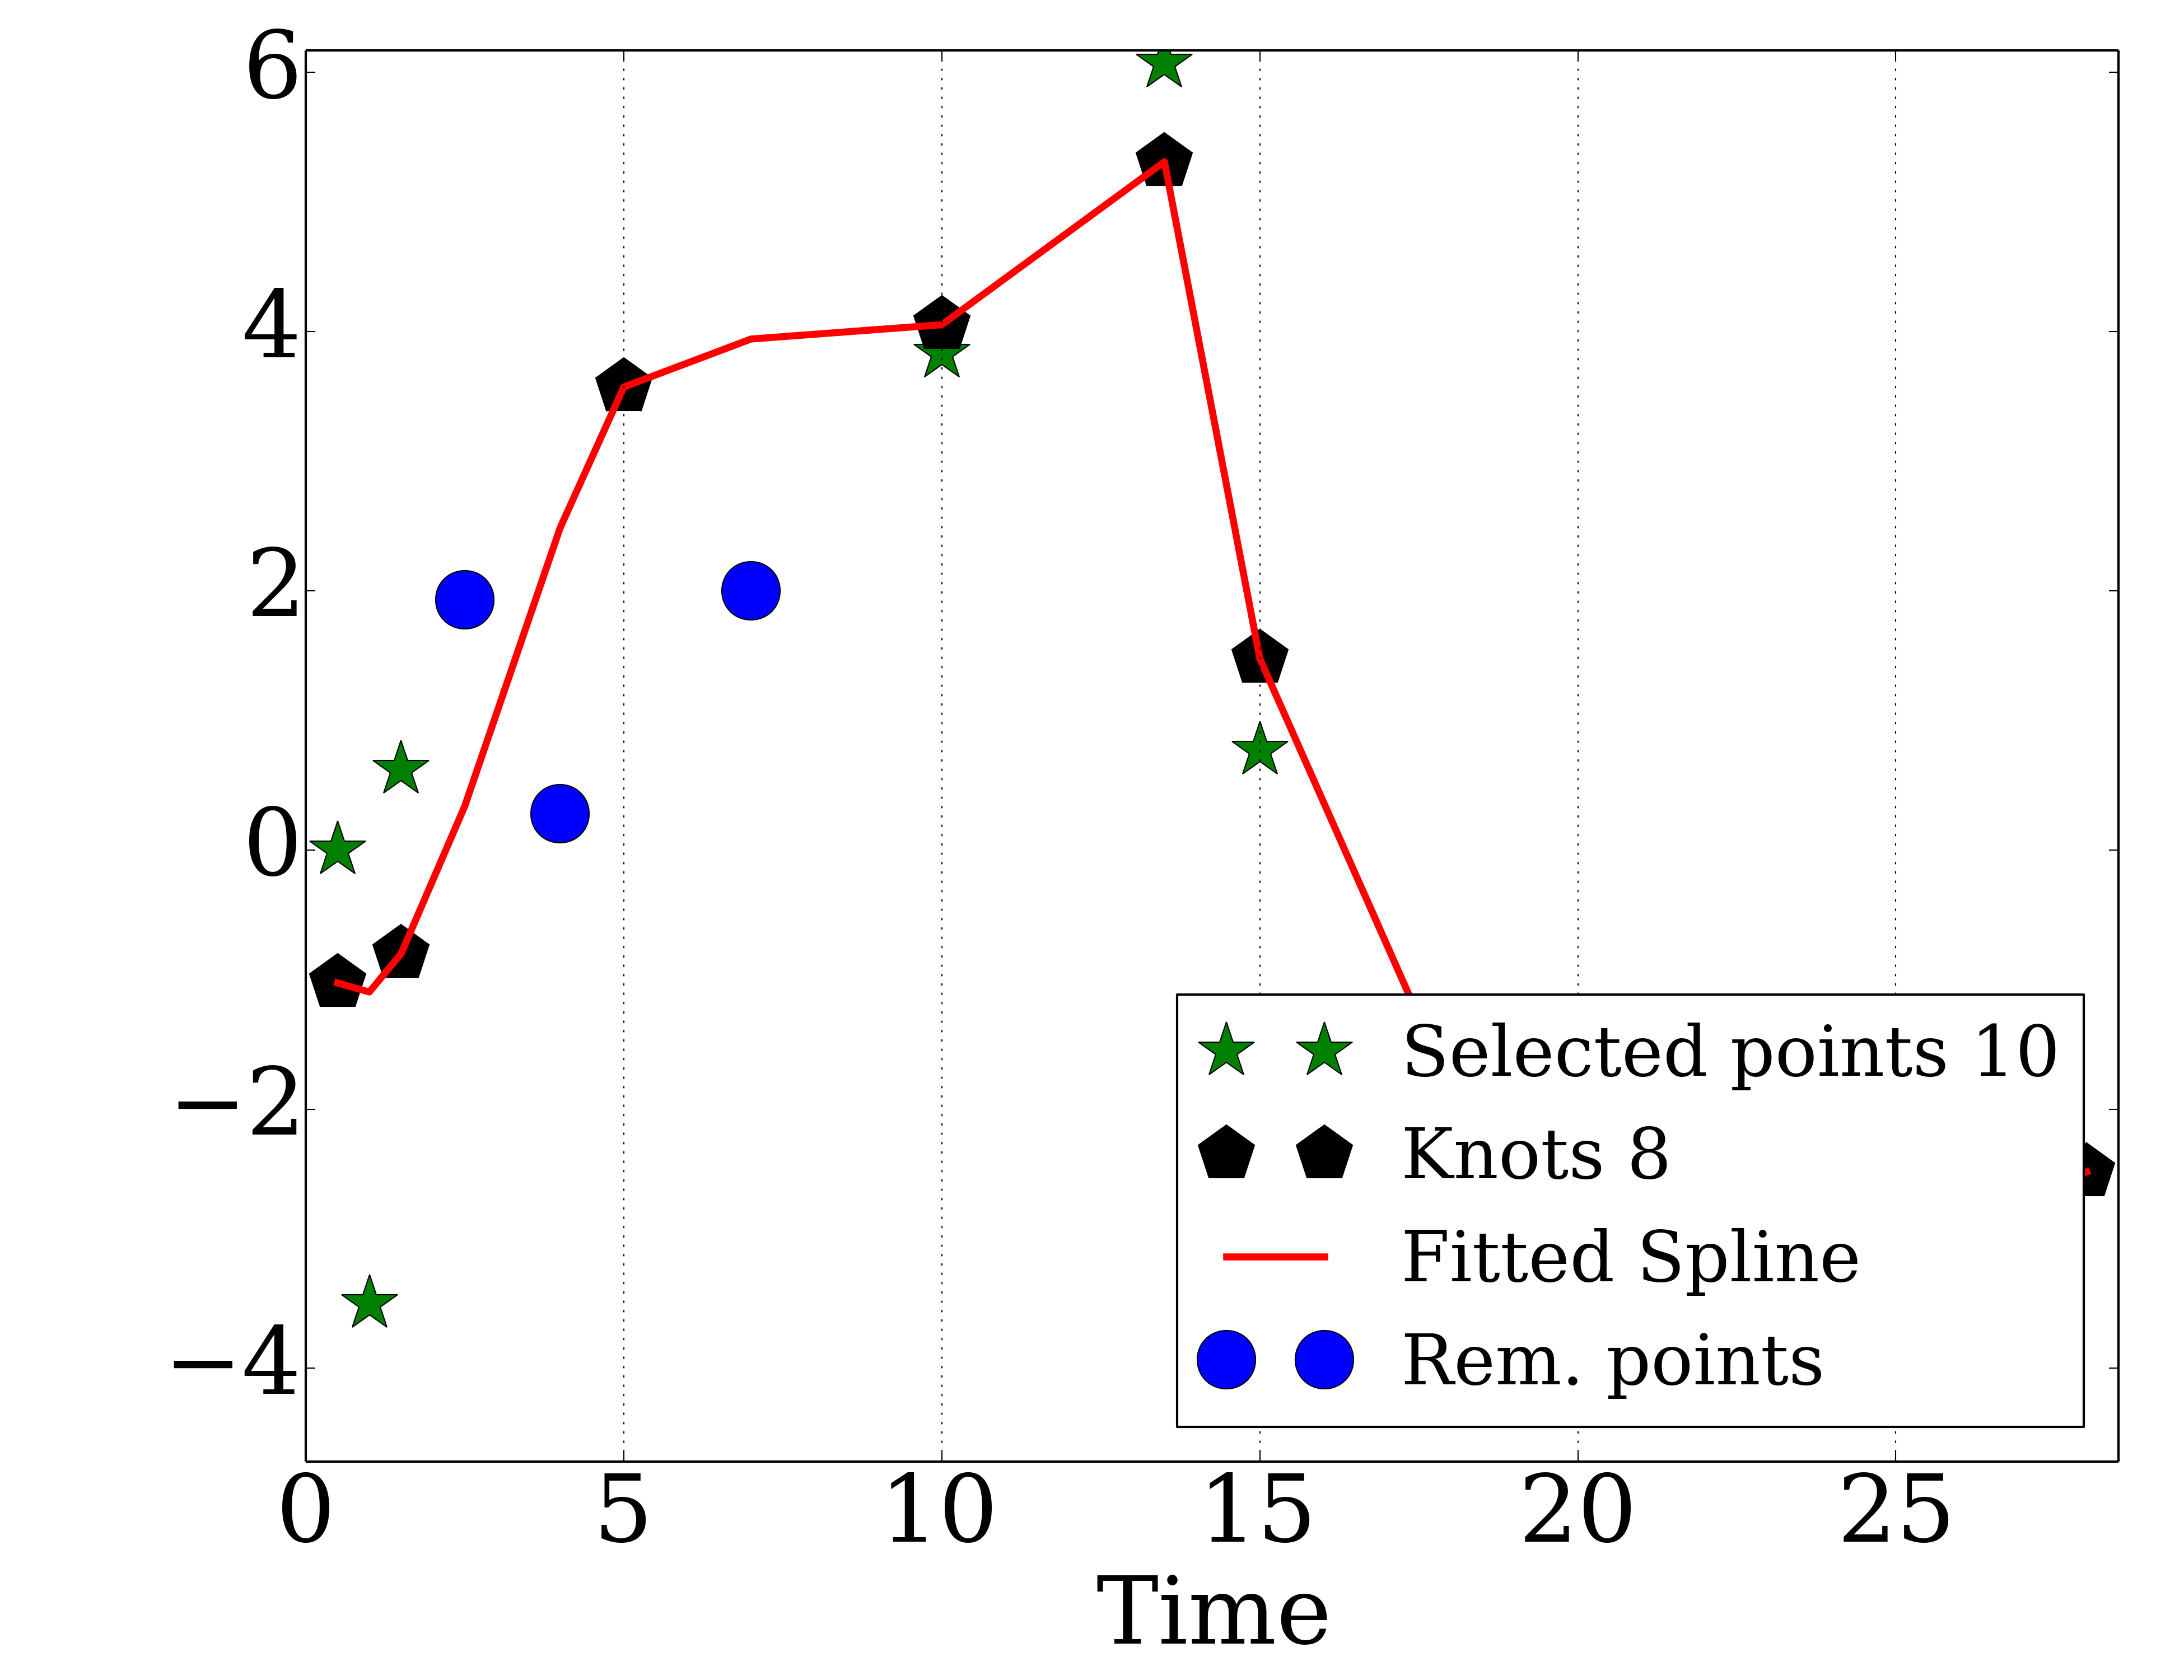 6
4
2
0
−2
−4
Selected points 10
Knots 8
Fitted Spline
Rem. points
0 5 10 15 20 25
Time